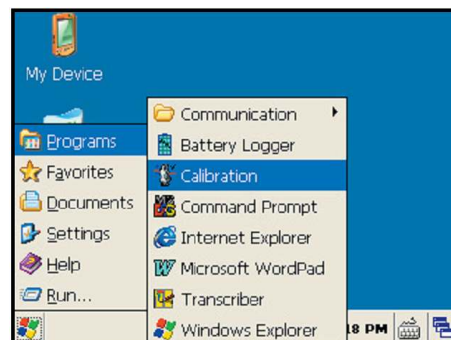 My Device
Programs
Favorites
Documents
Settings
Help
Run...
Communication
Battery Logger
Calibration
Command Prompt
Internet Explorer
Microsoft WordPad
Transcriber
Windows Explorer
18 PM